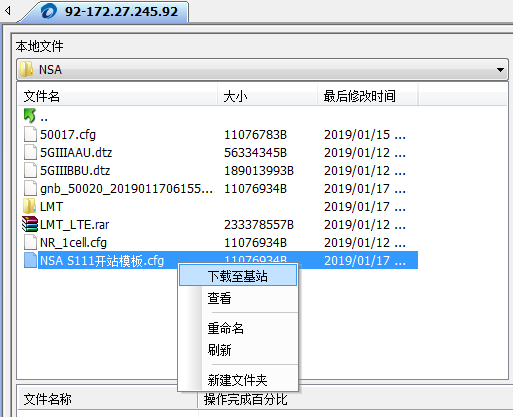 92-172.27.245.92
本地文件
NSA
文件名 大小 最后修改时间
..
50017.cfg 11076783B 2019/01/15 ...
5GIIIAAU.dtz 56334345B 2019/01/12 ...
5GIIIBBU.dtz 189013993B 2019/01/12 ...
gnb_50020_2019011706155... 11076934B 2019/01/17 ...
LMT 2019/01/17 ...
LMT_LTE.rar 233378557B 2019/01/12 ...
NR_1cell.cfg 11076934B 2019/01/12 ...
NSA S111开站模板.cfg 11076934B 2019/01/17 ...
下载至基站
查看
重命名
刷新
新建文件夹
文件名称 操作完成百分比